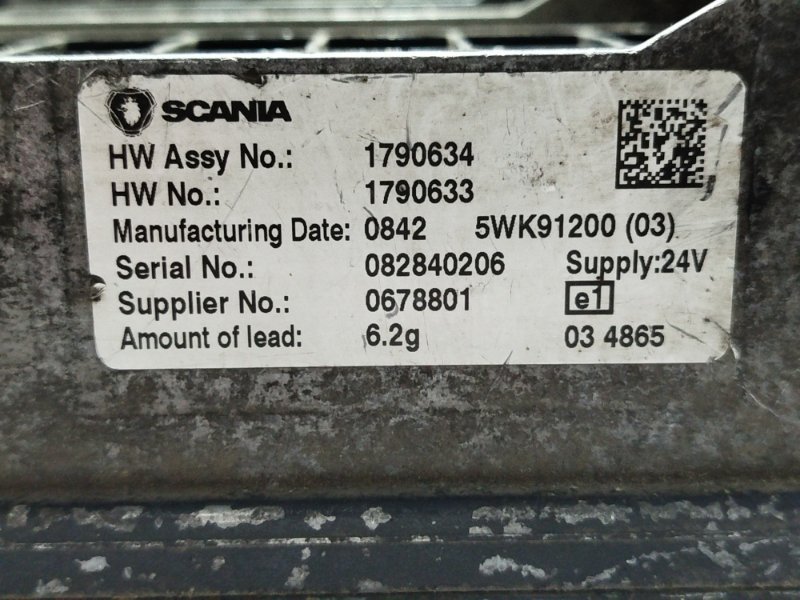 SCANIA
HW Assy No.: 1790634
HW No.: 1790633
Manufacturing Date: 0842 5WK91200 (03)
Serial No.: 082840206 Supply:24V
Supplier No.: 0678801 e1
Amount of lead: 6.2g 03 4865